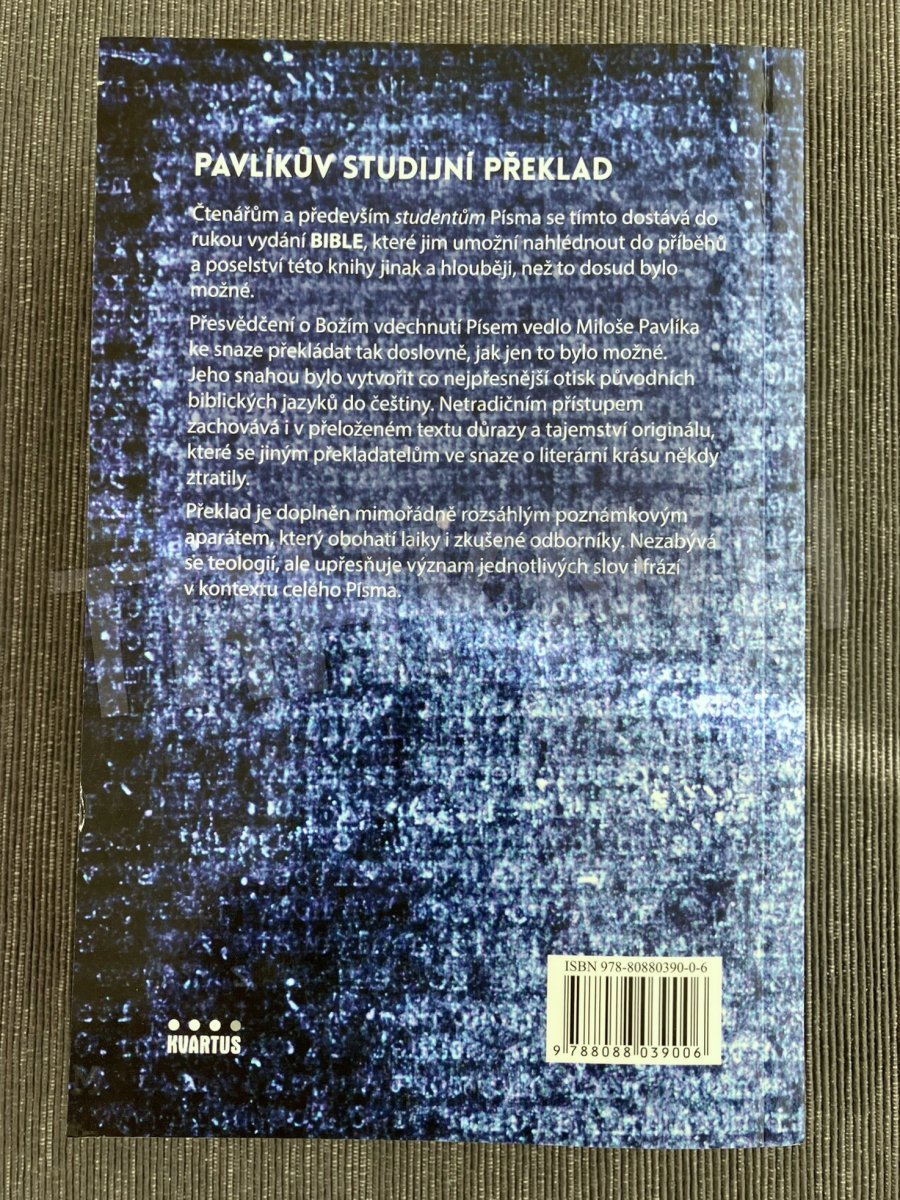 PAVLÍKŮV STUDIJNÍ PŘEKLAD
Čtenářům a především studentům Písma se tímto dostává do
rukou vydání BIBLE, které jim umožní nahlédnout do příběhů
a poselství této knihy jinak a hlouběji, než to dosud bylo
možné.
Přesvědčení o Božím vdechnutí Písem vedlo Miloše Pavlíka
ke snaze překládat tak doslovně, jak jen to bylo možné.
Jeho snahou bylo vytvořit co nejpřesnější otisk původních
biblických jazyků do češtiny. Netradičním přístupem
zachovává i v přeloženém textu důrazy a tajemství originálu,
které se jiným překladatelům ve snaze o literární krásu někdy
ztratily.
Překlad je doplněn mimořádně rozsáhlým poznámkovým
aparátem, který obohatí laiky i zkušené odborníky. Nezabývá
se teologií, ale upřesňuje význam jednotlivých slov i frází
v kontextu celého Písma.
ISBN 978-80880390-0-6
9 788088 039006
KVARTUS